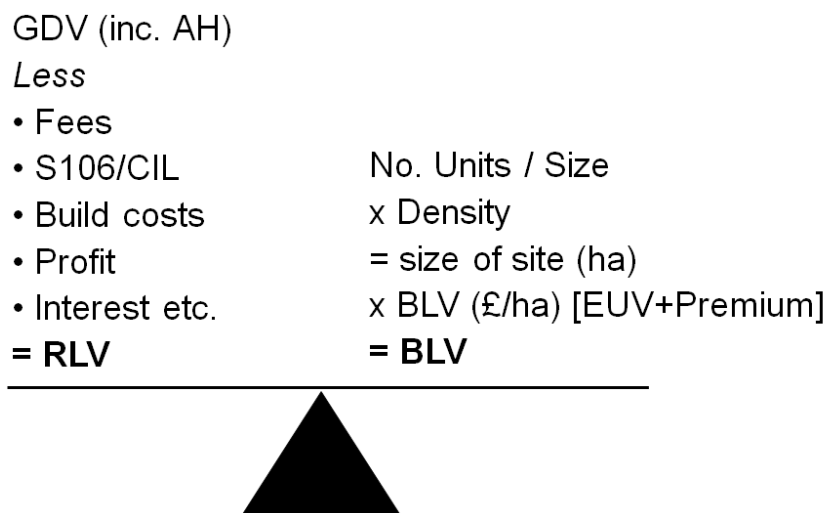 GDV (inc. AH)
Less
• Fees
• S106/CIL
• Build costs
• Profit
• Interest etc.
= RLV
No. Units / Size
x Density
= size of site (ha)
x BLV (£/ha) [EUV+Premium]
= BLV